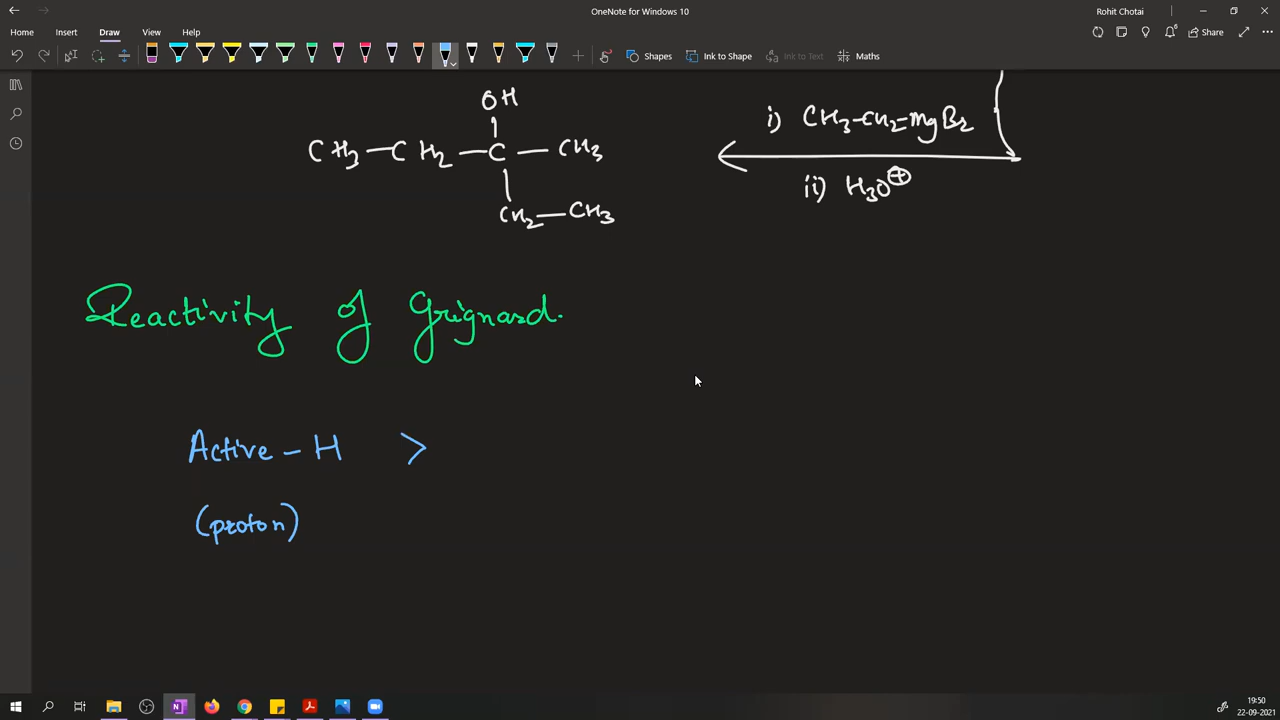 OneNote for Windows 10
Rohit Chotai
Home Insert Draw View Help
Share
Shapes
Ink to Shape
Ink to Text
Maths
OH
CH3—CH2—C—CH3
CH2—CH3
i) CH3-CH2-MgBr
ii) H3O⊕
Reactivity of Grignard.
Active - H >
(proton)
19:50
22-09-2021